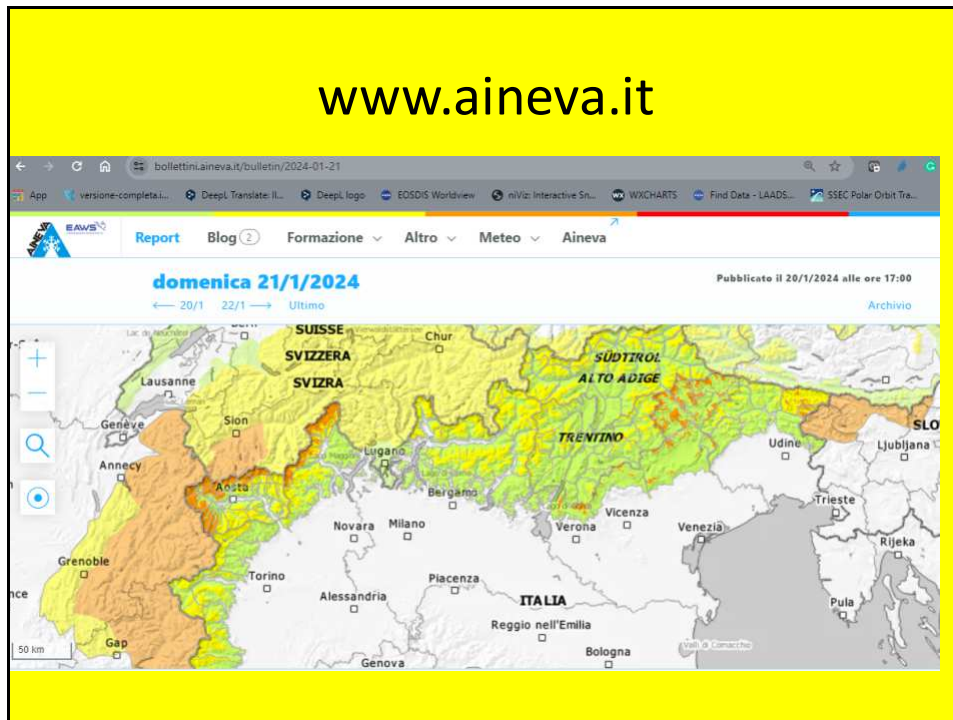 www.aineva.it
bollettini.aineva.it/bulletin/2024-01-21
App versione-completa.i... DeepL Translate: Il... DeepL logo EOSDIS Worldview niViz: Interactive Sn... WXCHARTS Find Data - LAADS... SSEC Polar Orbit Tra...
AINEVA EAWS Report Blog 2 Formazione Altro Meteo Aineva
domenica 21/1/2024 Pubblicato il 20/1/2024 alle ore 17:00
← 20/1 22/1 → Ultimo Archivio
SUISSE
Chur
SVIZZERA
SÜDTIROL
Lausanne SVIZRA ALTO ADIGE
Genève Sion
TRENTINO
Udine SLO
Lugano Ljubljana
Annecy
Aosta Bergamo
Trieste
Novara Milano Verona Vicenza Venezia
Rijeka
Grenoble
Torino Piacenza
Alessandria ITALIA Pula
Reggio nell'Emilia
Gap Bologna Valli di Comacchio
50 km
Genova